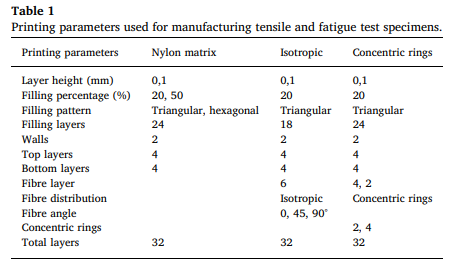 Table 1
Printing parameters used for manufacturing tensile and fatigue test specimens.
Printing parameters Nylon matrix Isotropic Concentric rings
Layer height (mm) 0,1 0,1 0,1
Filling percentage (%) 20, 50 20 20
Filling pattern Triangular, hexagonal Triangular Triangular
Filling layers 24 18 24
Walls 2 2 2
Top layers 4 4 4
Bottom layers 4 4 4
Fibre layer 6 4, 2
Fibre distribution Isotropic Concentric rings
Fibre angle 0, 45, 90°
Concentric rings 2, 4
Total layers 32 32 32